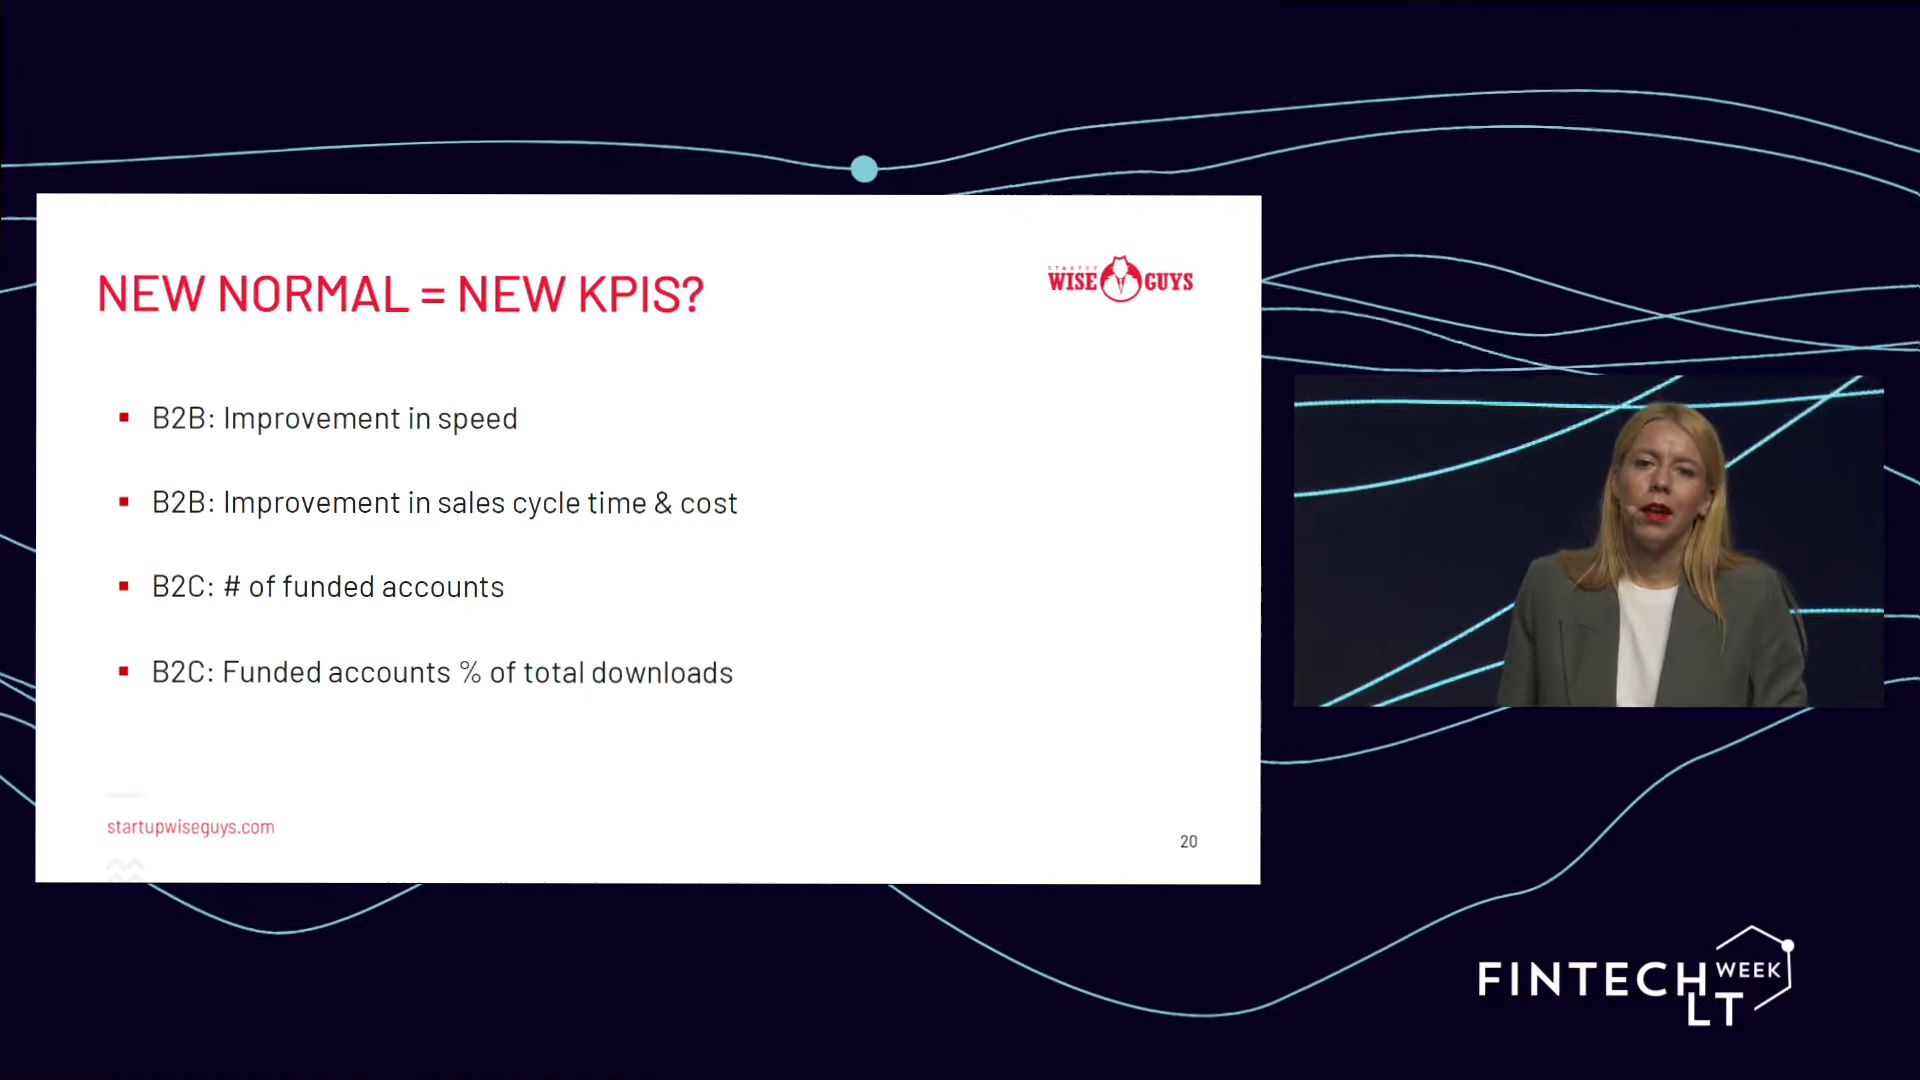 NEW NORMAL = NEW KPIS?
STARTUP
WISE GUYS
B2B: Improvement in speed
B2B: Improvement in sales cycle time & cost
B2C: # of funded accounts
B2C: Funded accounts % of total downloads
startupwiseguys.com
20
FINTECH WEEK
LT